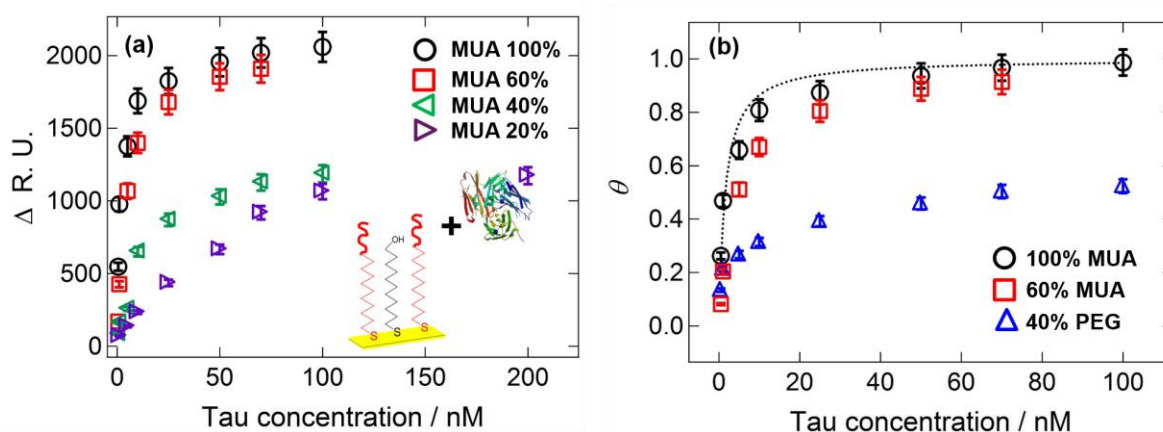 (a)
MUA 100%
MUA 60%
MUA 40%
MUA 20%
Δ R. U.
2000
1500
1000
500
0
OH
+
S
S
S
0
50
100
150
200
Tau concentration / nM
(b)
θ
1.0
0.8
0.6
0.4
0.2
0.0
100% MUA
60% MUA
40% PEG
0
20
40
60
80
100
Tau concentration / nM